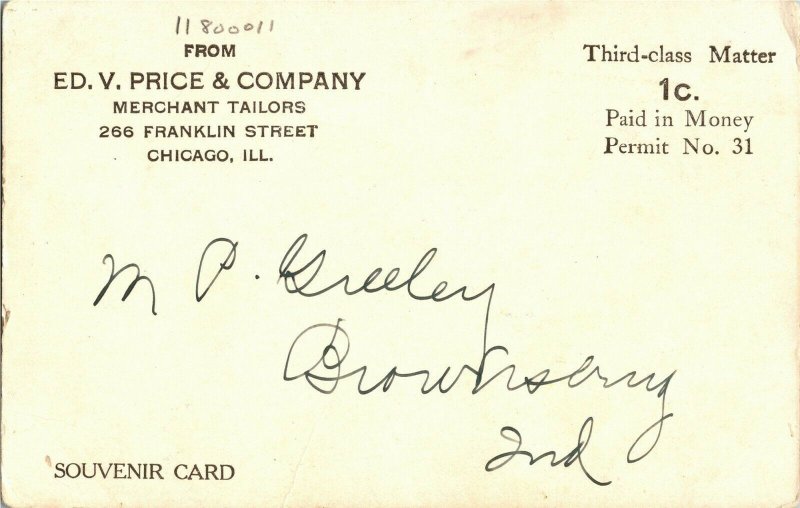 11800011
FROM
ED. V. PRICE & COMPANY
MERCHANT TAILORS
266 FRANKLIN STREET
CHICAGO, ILL.
Third-class Matter
1c.
Paid in Money
Permit No. 31
M P. Greeley
Brownsburg
Ind
SOUVENIR CARD